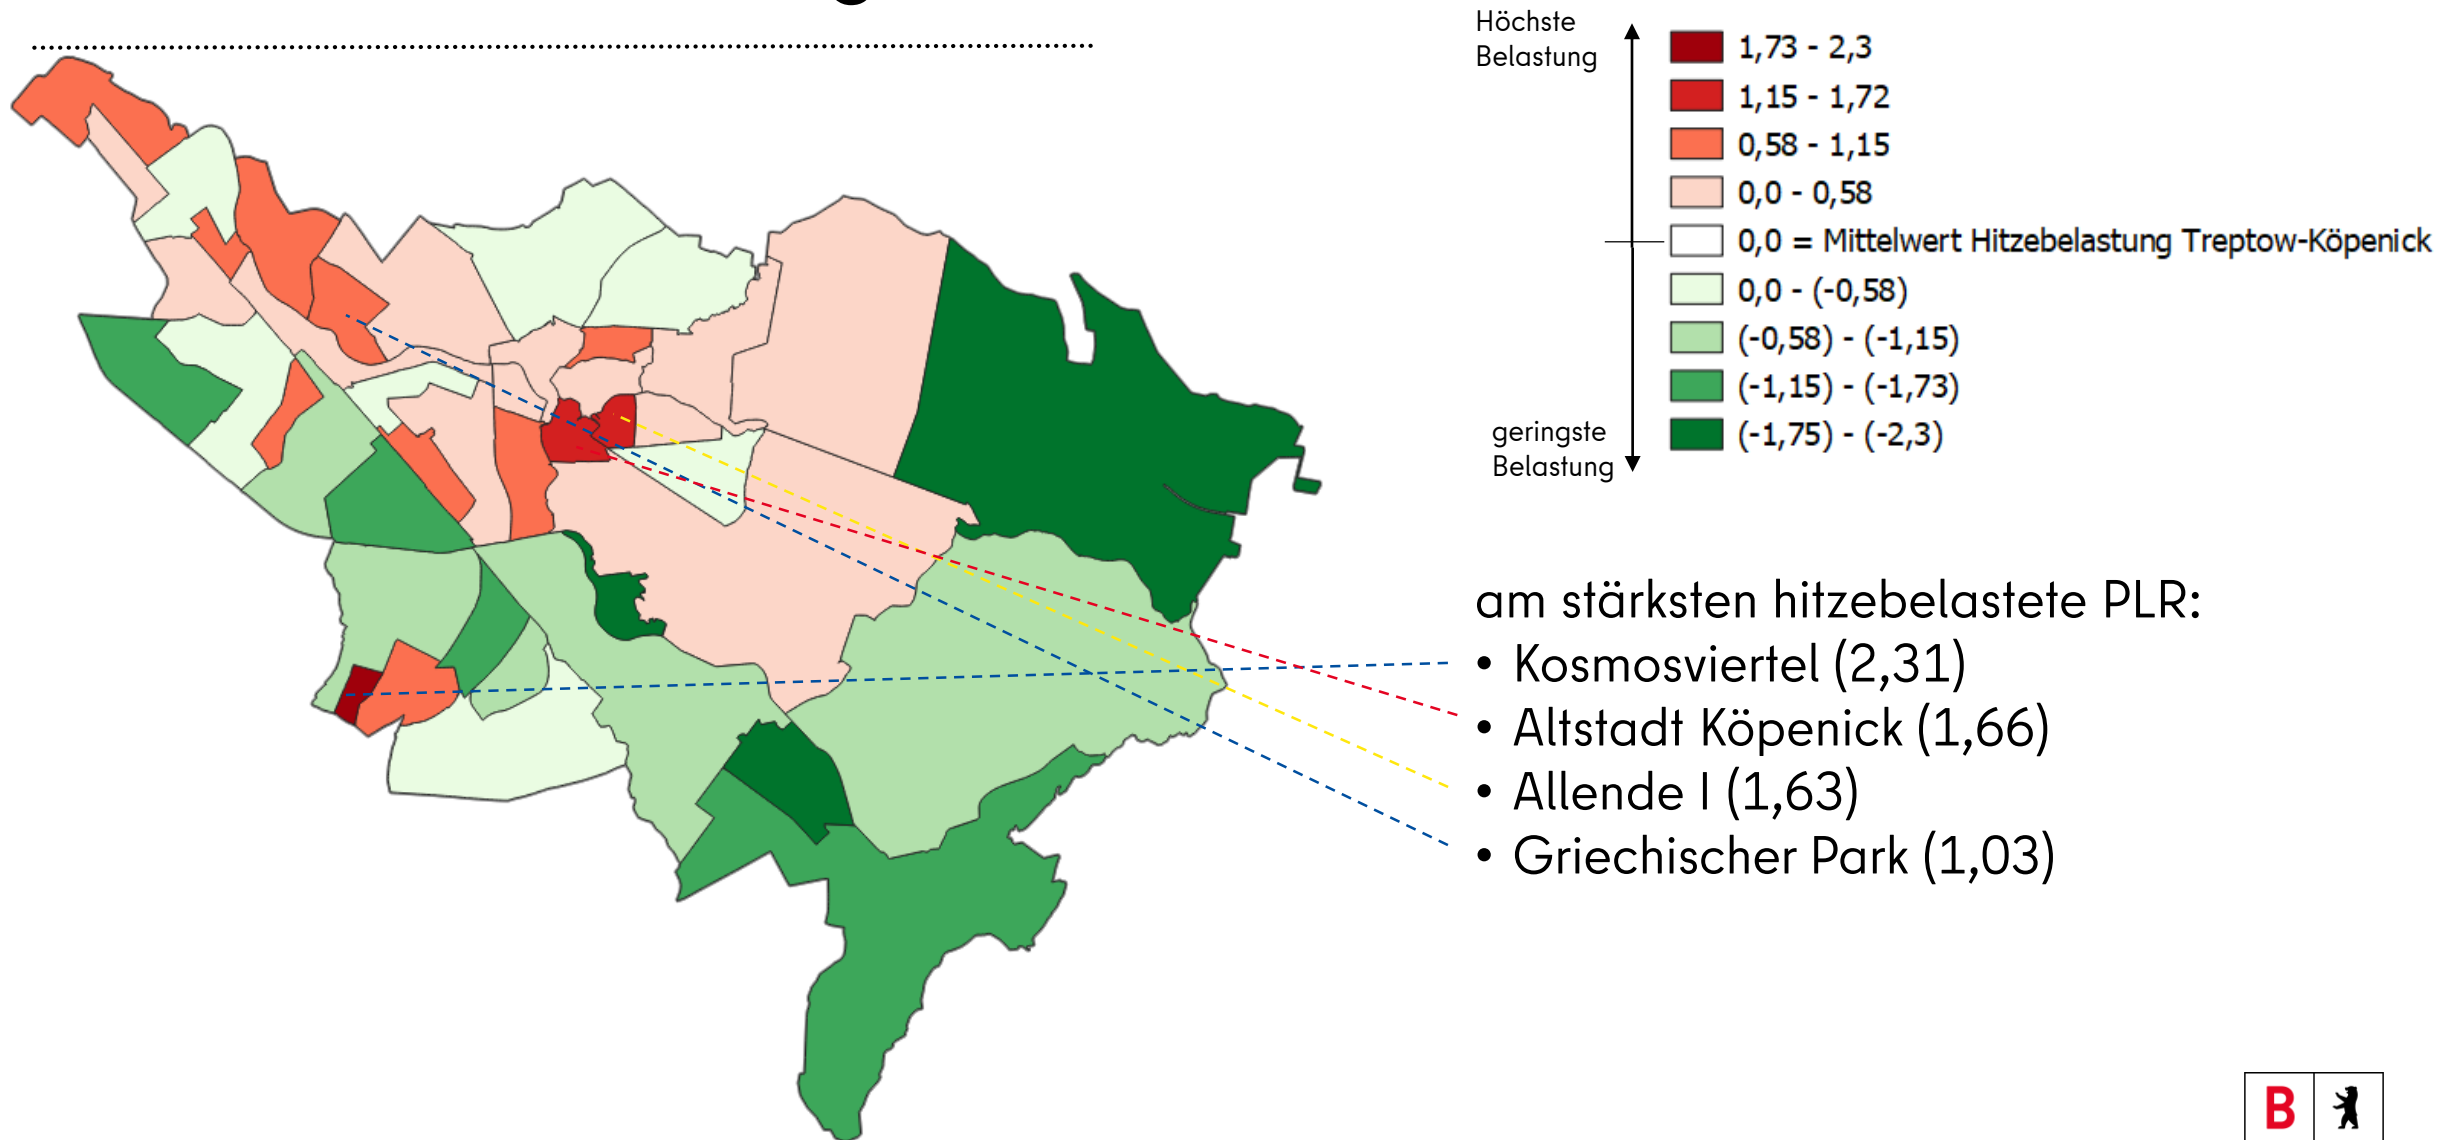 Höchste
Belastung
1,73 - 2,3
1,15 - 1,72
0,58 - 1,15
0,0 - 0,58
0,0 = Mittelwert Hitzebelastung Treptow-Köpenick
0,0 - (-0,58)
(-0,58) - (-1,15)
(-1,15) - (-1,73)
(-1,75) - (-2,3)
geringste
Belastung
am stärksten hitzebelastete PLR:
• Kosmosviertel (2,31)
• Altstadt Köpenick (1,66)
• Allende I (1,63)
• Griechischer Park (1,03)
B